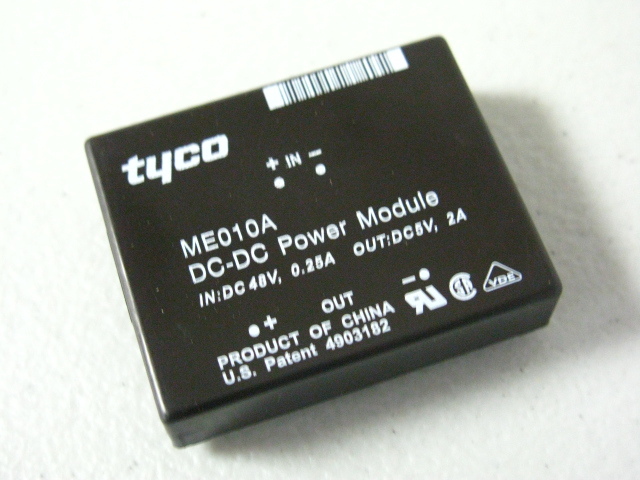 tyco
+ IN −
ME010A
DC-DC Power Module
IN:DC 48V, 0.25A OUT:DC5V, 2A
+ OUT −
PRODUCT OF CHINA
U.S. Patent 4903182
VDE